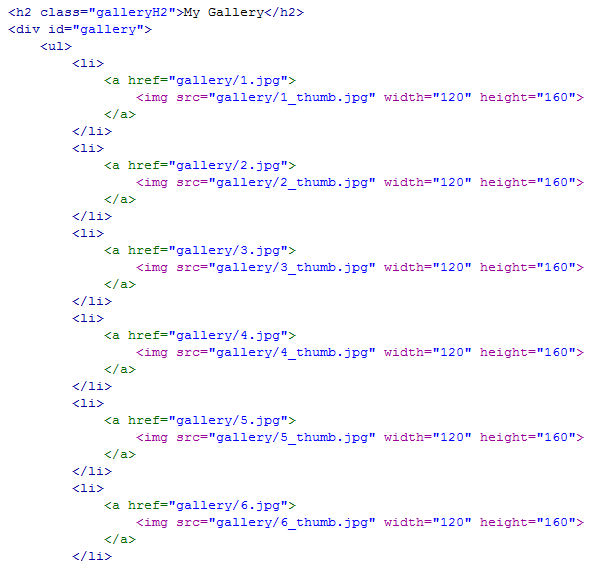 <h2 class="galleryH2">My Gallery</h2>
<div id="gallery">
    <ul>
        <li>
            <a href="gallery/1.jpg">
                <img src="gallery/1_thumb.jpg" width="120" height="160">
            </a>
        </li>
        <li>
            <a href="gallery/2.jpg">
                <img src="gallery/2_thumb.jpg" width="120" height="160">
            </a>
        </li>
        <li>
            <a href="gallery/3.jpg">
                <img src="gallery/3_thumb.jpg" width="120" height="160">
            </a>
        </li>
        <li>
            <a href="gallery/4.jpg">
                <img src="gallery/4_thumb.jpg" width="120" height="160">
            </a>
        </li>
        <li>
            <a href="gallery/5.jpg">
                <img src="gallery/5_thumb.jpg" width="120" height="160">
            </a>
        </li>
        <li>
            <a href="gallery/6.jpg">
                <img src="gallery/6_thumb.jpg" width="120" height="160">
            </a>
        </li>